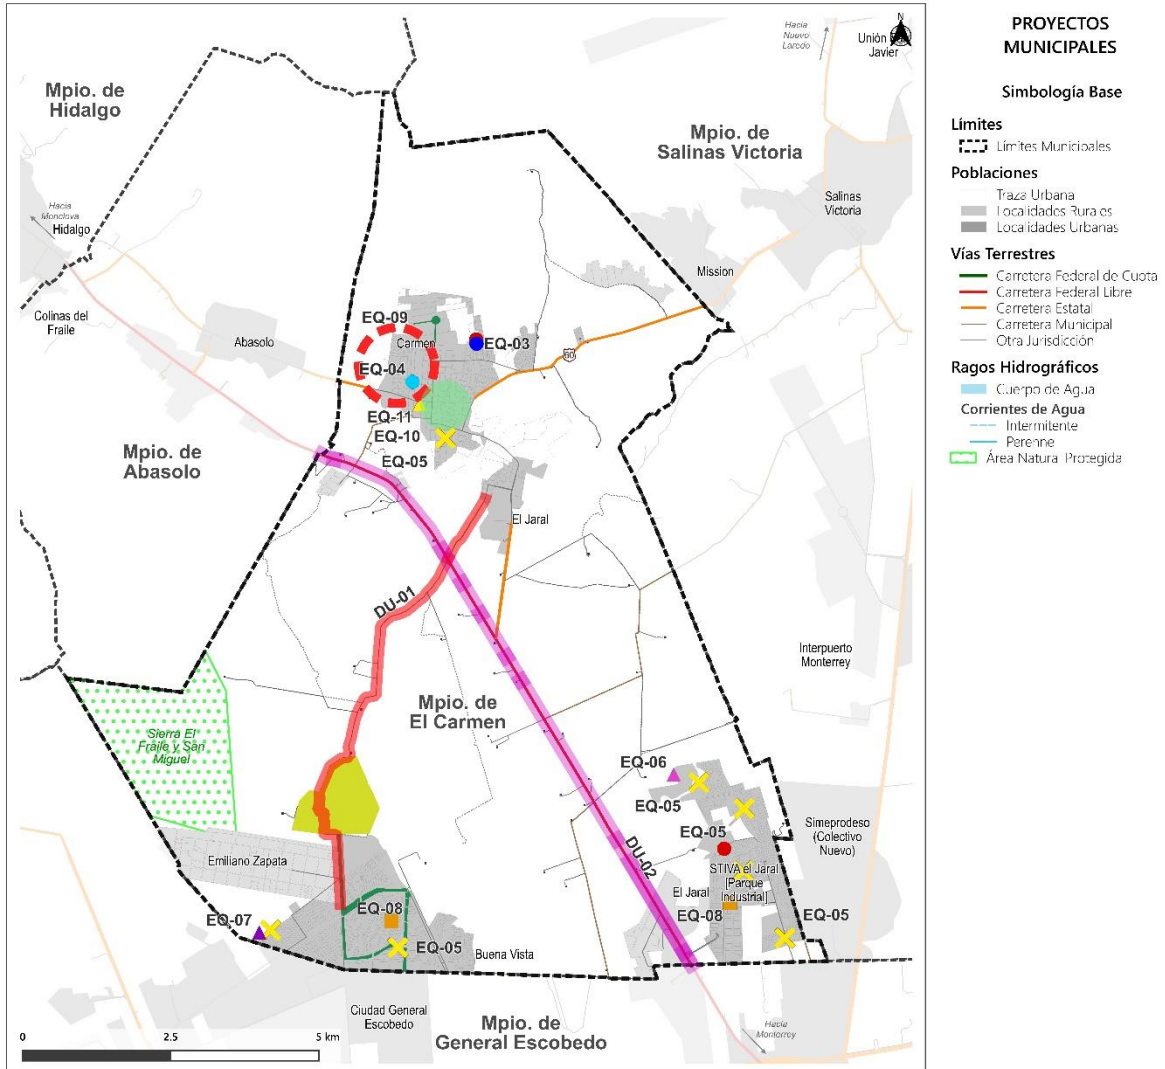 PROYECTOS
MUNICIPALES
Simbología Base
Límites
Límites Municipales
Poblaciones
Traza Urbana
Localidades Rurales
Localidades Urbanas
Vías Terrestres
Carretera Federal de Cuota
Carretera Federal Libre
Carretera Estatal
Carretera Municipal
Otra Jurisdicción
Ragos Hidrográficos
Cuerpo de Agua
Corrientes de Agua
Intermitente
Perenne
Área Natural Protegida
Hacia
Nuevo
Laredo
N
Unión
Javier
Mpio. de
Hidalgo
Mpio. de
Salinas Victoria
Salinas
Victoria
Hacia
Monclova
Hidalgo
Mission
Colinas del
Fraile
Abasolo
EQ-09
Carmen
EQ-03
EQ-04
EQ-11
EQ-10
EQ-05
Mpio. de
Abasolo
El Jaral
DU-01
Interpuerto
Monterrey
Mpio. de
El Carmen
Sierra El
Fraile y San
Miguel
EQ-06
EQ-05
EQ-05
Simeprodeso
(Colectivo
Nuevo)
DU-02
Emiliano Zapata
STIVA el Jaral
[Parque
Industrial]
El Jaral
EQ-07
EQ-08
EQ-08
EQ-05
EQ-05
Buena Vista
Ciudad General
Escobedo
Mpio. de
General Escobedo
Hacia
Monterrey
0 2.5 5 km